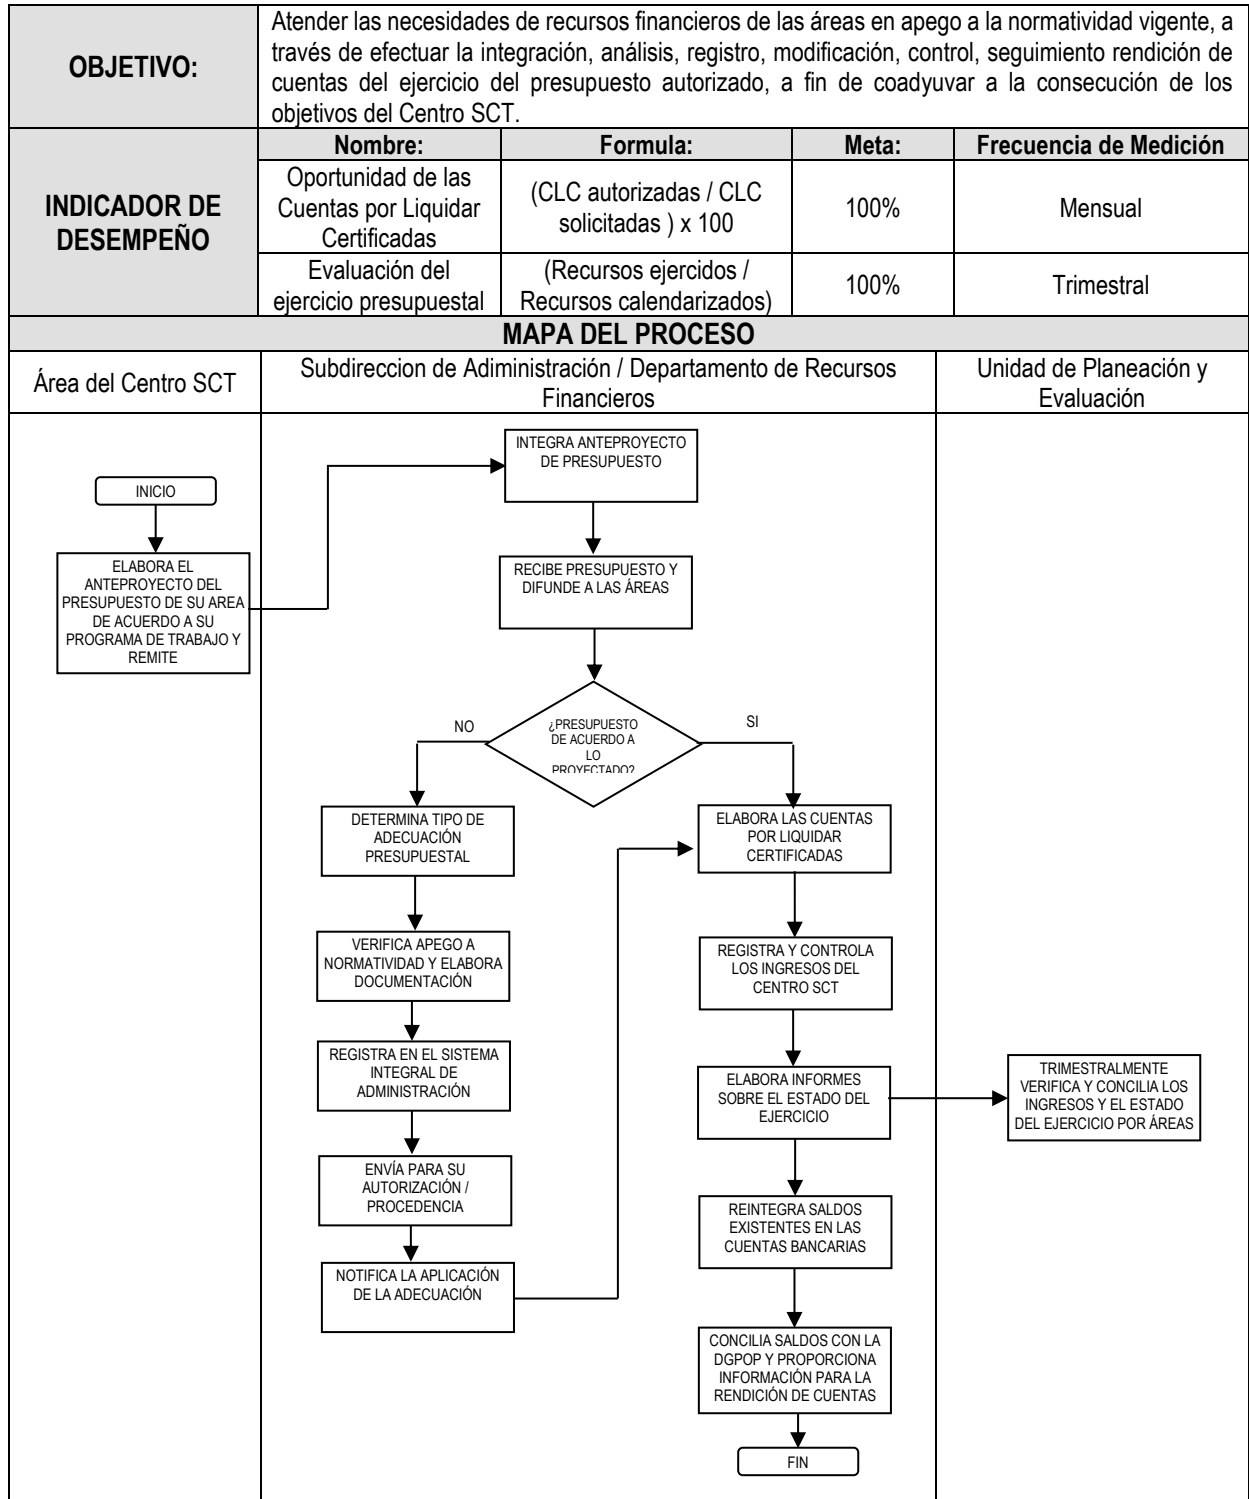 OBJETIVO:
Atender las necesidades de recursos financieros de las áreas en apego a la normatividad vigente, a
través de efectuar la integración, análisis, registro, modificación, control, seguimiento rendición de
cuentas del ejercicio del presupuesto autorizado, a fin de coadyuvar a la consecución de los
objetivos del Centro SCT.
INDICADOR DE
DESEMPEÑO
Nombre:
Formula:
Meta:
Frecuencia de Medición
Oportunidad de las
Cuentas por Liquidar
Certificadas
(CLC autorizadas / CLC
solicitadas ) x 100
100%
Mensual
Evaluación del
ejercicio presupuestal
(Recursos ejercidos /
Recursos calendarizados)
100%
Trimestral
MAPA DEL PROCESO
Área del Centro SCT
Subdireccion de Adiministración / Departamento de Recursos
Financieros
Unidad de Planeación y
Evaluación
INICIO
ELABORA EL
ANTEPROYECTO DEL
PRESUPUESTO DE SU AREA
DE ACUERDO A SU
PROGRAMA DE TRABAJO Y
REMITE
INTEGRA ANTEPROYECTO
DE PRESUPUESTO
RECIBE PRESUPUESTO Y
DIFUNDE A LAS ÁREAS
¿PRESUPUESTO
DE ACUERDO A
LO
PROYECTADO?
NO
SI
DETERMINA TIPO DE
ADECUACIÓN
PRESUPUESTAL
VERIFICA APEGO A
NORMATIVIDAD Y ELABORA
DOCUMENTACIÓN
REGISTRA EN EL SISTEMA
INTEGRAL DE
ADMINISTRACIÓN
ENVÍA PARA SU
AUTORIZACIÓN /
PROCEDENCIA
NOTIFICA LA APLICACIÓN
DE LA ADECUACIÓN
ELABORA LAS CUENTAS
POR LIQUIDAR
CERTIFICADAS
REGISTRA Y CONTROLA
LOS INGRESOS DEL
CENTRO SCT
ELABORA INFORMES
SOBRE EL ESTADO DEL
EJERCICIO
TRIMESTRALMENTE
VERIFICA Y CONCILIA LOS
INGRESOS Y EL ESTADO
DEL EJERCICIO POR ÁREAS
REINTEGRA SALDOS
EXISTENTES EN LAS
CUENTAS BANCARIAS
CONCILIA SALDOS CON LA
DGPOP Y PROPORCIONA
INFORMACIÓN PARA LA
RENDICIÓN DE CUENTAS
FIN